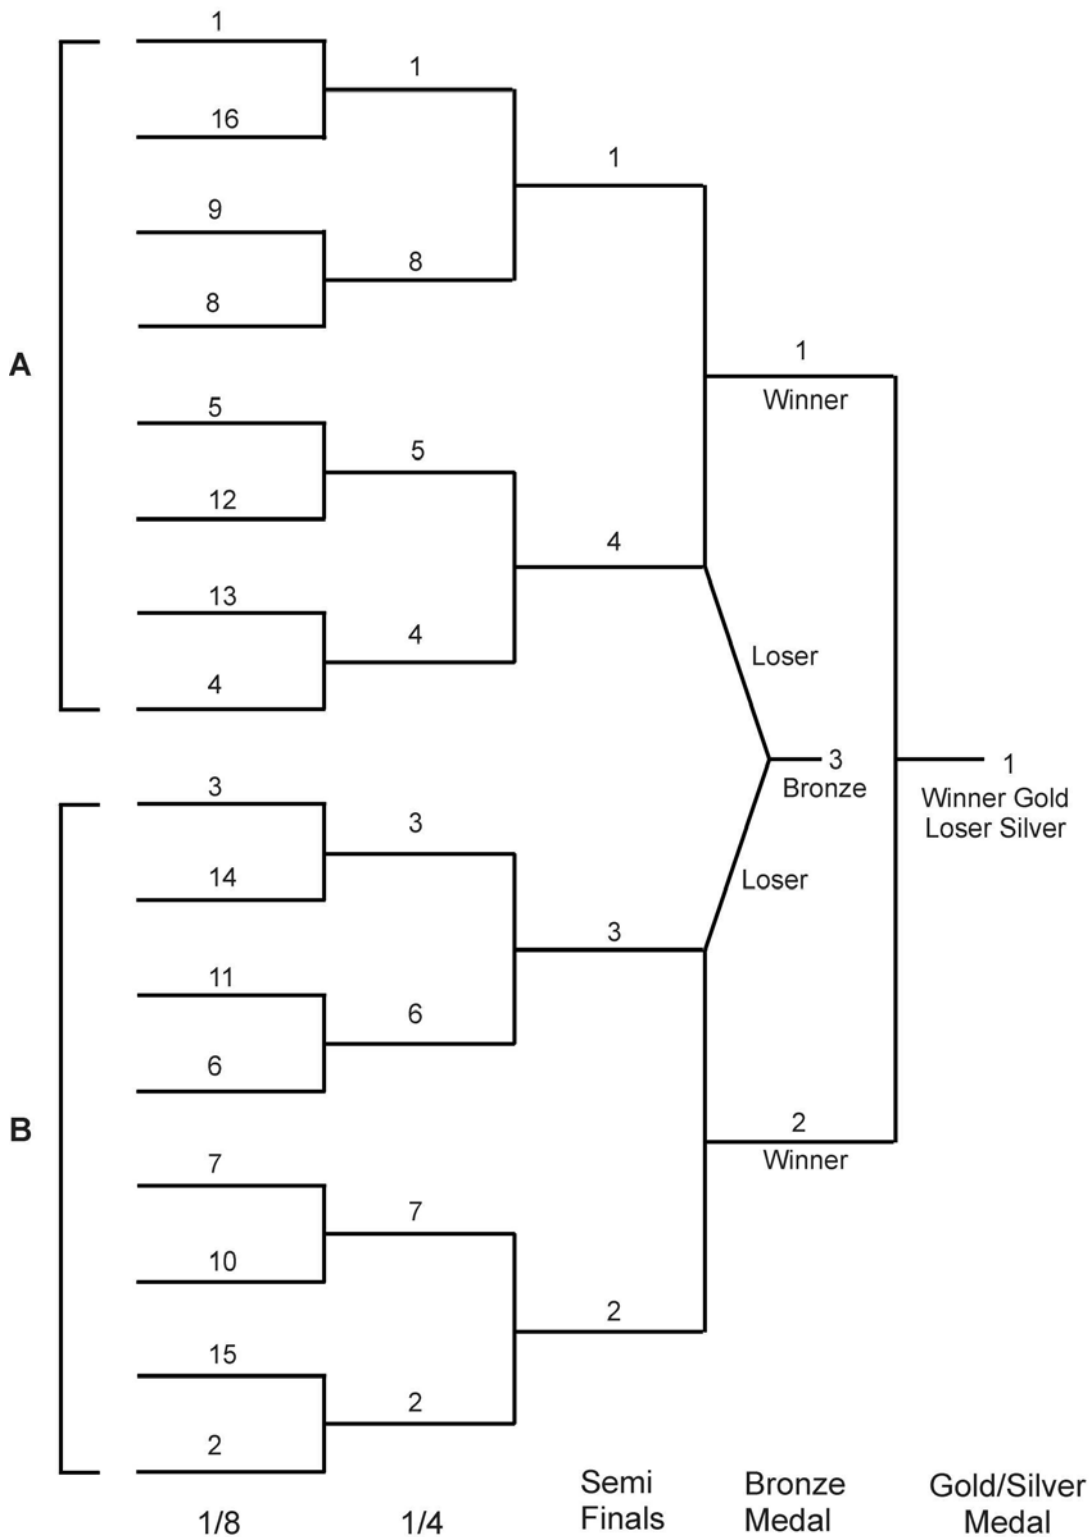 1
1
16
1
9
8
8
1
A
Winner
5
5
12
4
13
4
4
Loser
3
Bronze
1
Winner Gold
Loser Silver
3
3
14
Loser
3
11
6
6
B
2
Winner
7
7
10
2
15
2
2
1/8
1/4
Semi
Finals
Bronze
Medal
Gold/Silver
Medal